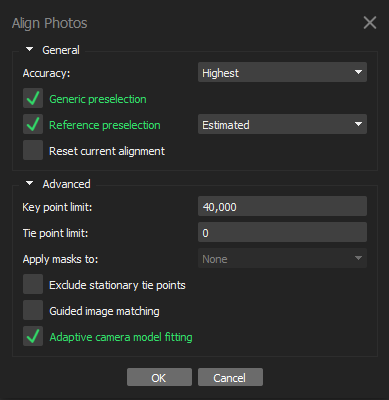 Align Photos
General
Accuracy: Highest
Generic preselection
Reference preselection Estimated
Reset current alignment
Advanced
Key point limit: 40,000
Tie point limit: 0
Apply masks to: None
Exclude stationary tie points
Guided image matching
Adaptive camera model fitting
OK Cancel